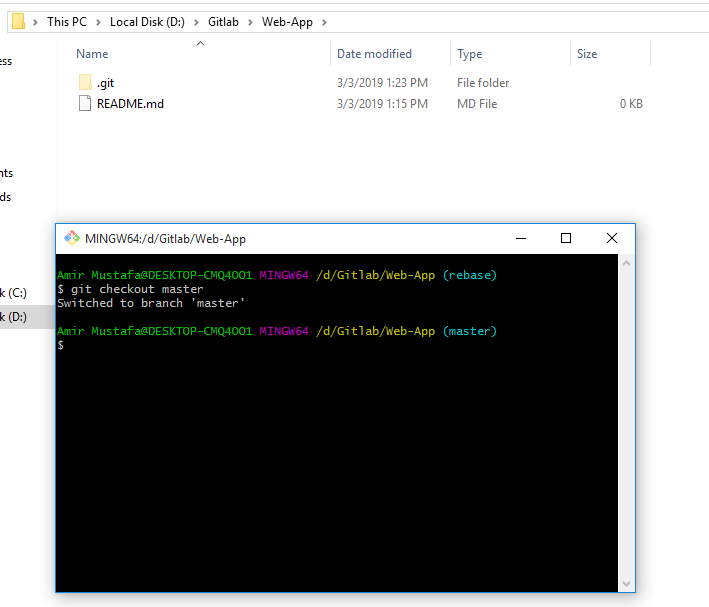 This PC > Local Disk (D:) > Gitlab > Web-App >
Name Date modified Type Size
ess
.git 3/3/2019 1:23 PM File folder
README.md 3/3/2019 1:15 PM MD File 0 KB
nts
ds
k (C:)
k (D:)
MINGW64:/d/Gitlab/Web-App
Amir Mustafa@DESKTOP-CMQ4OO1 MINGW64 /d/Gitlab/Web-App (rebase)
$ git checkout master
Switched to branch 'master'
Amir Mustafa@DESKTOP-CMQ4OO1 MINGW64 /d/Gitlab/Web-App (master)
$